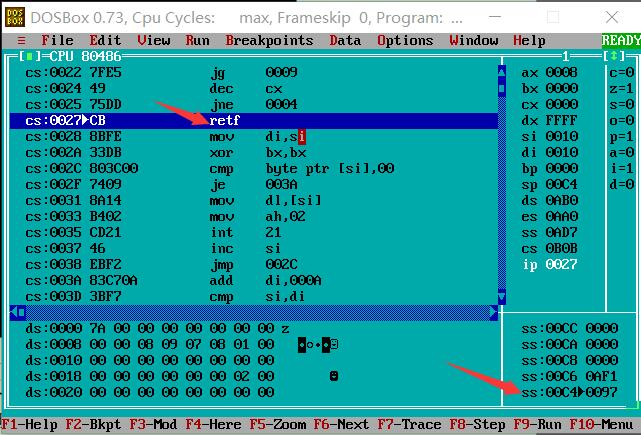 DOSBox 0.73, Cpu Cycles: max, Frameskip 0, Program: ...
≡ File Edit View Run Breakpoints Data Options Window Help READY
[■]=CPU 80486 1=[↕]
cs:0022 7FE5 jg 0009 ax 0008 c=0
cs:0024 49 dec cx bx 0000 z=1
cs:0025 75DD jne 0004 cx 0000 s=0
cs:0027►CB retf dx FFFF o=0
cs:0028 8BFE mov di,si si 0010 p=1
cs:002A 33DB xor bx,bx di 0010 a=0
cs:002C 803C00 cmp byte ptr [si],00 bp 0000 i=1
cs:002F 7409 je 003A sp 00C4 d=0
cs:0031 8A14 mov dl,[si] ds 0AB0
cs:0033 B402 mov ah,02 es 0AA0
cs:0035 CD21 int 21 ss 0AD7
cs:0037 46 inc si cs 0B0B
cs:0038 EBF2 jmp 002C ip 0027
cs:003A 83C70A add di,000A
cs:003D 3BF7 cmp si,di
ds:0000 7A 00 00 00 00 00 00 00 z ss:00CC 0000
ds:0008 00 00 08 09 07 08 01 00 ss:00CA 0000
ds:0010 00 00 00 00 00 00 00 00 ss:00C8 0000
ds:0018 00 00 00 00 00 00 02 00 ss:00C6 0AF1
ds:0020 00 00 00 00 00 00 00 00 ss:00C4►0097
F1-Help F2-Bkpt F3-Mod F4-Here F5-Zoom F6-Next F7-Trace F8-Step F9-Run F10-Menu